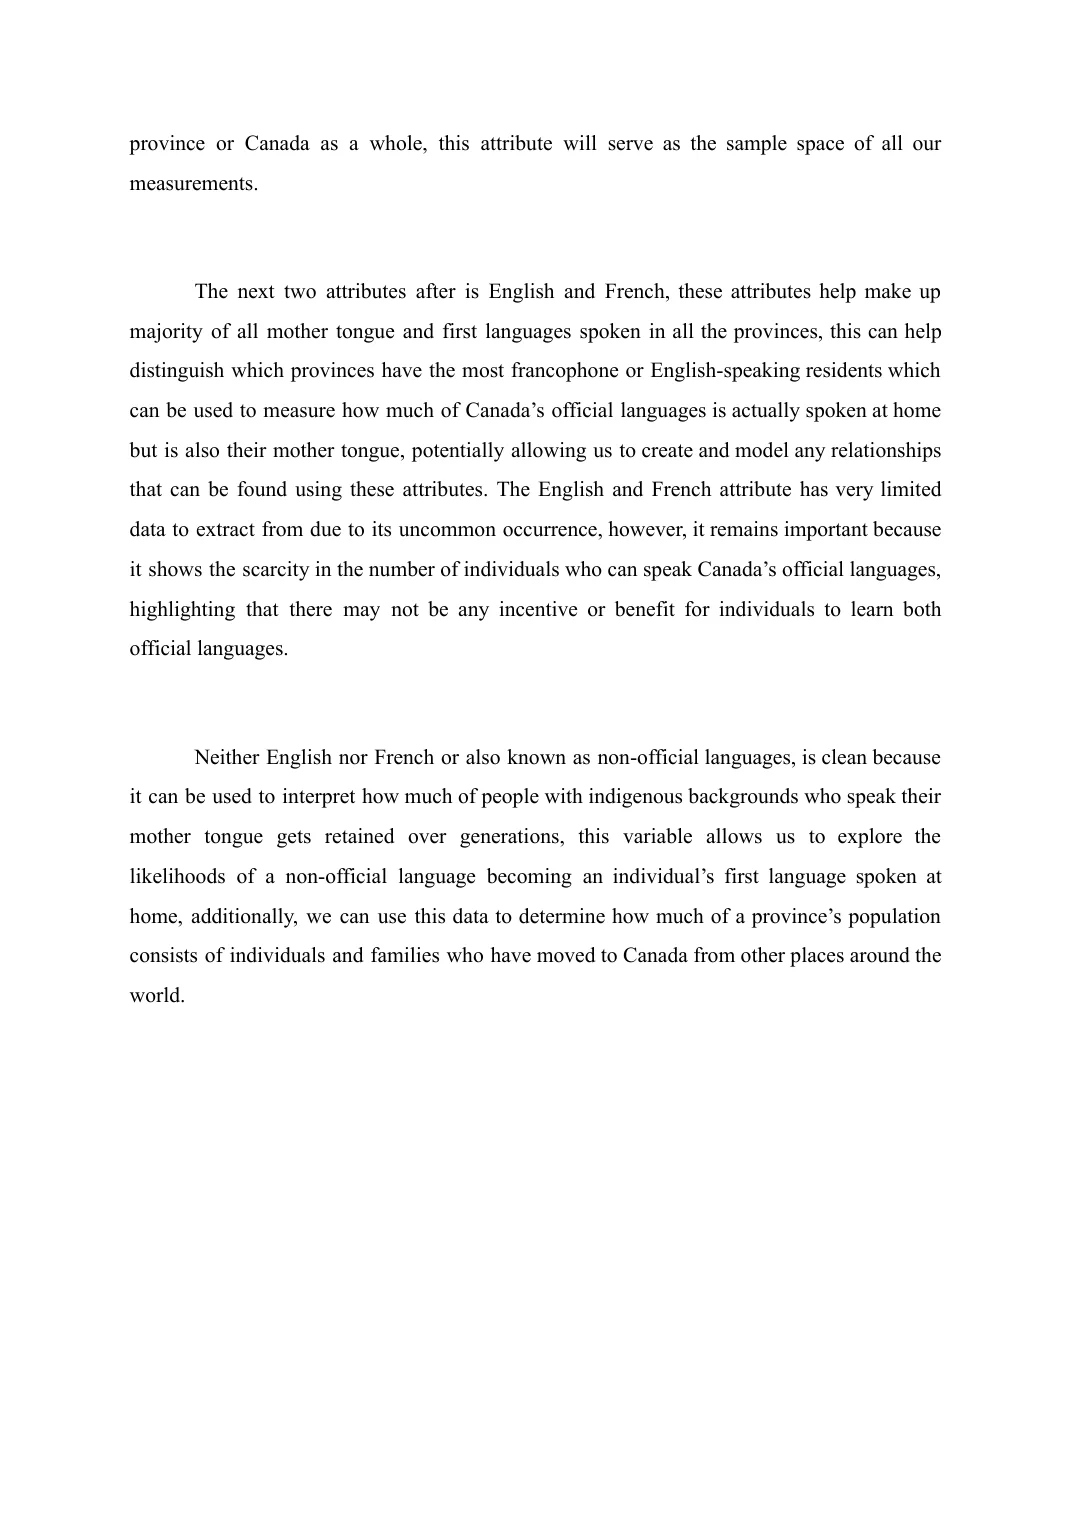 province or Canada as a whole, this attribute will serve as the sample space of all our
measurements.
The next two attributes after is English and French, these attributes help make up
majority of all mother tongue and first languages spoken in all the provinces, this can help
distinguish which provinces have the most francophone or English-speaking residents which
can be used to measure how much of Canada’s official languages is actually spoken at home
but is also their mother tongue, potentially allowing us to create and model any relationships
that can be found using these attributes. The English and French attribute has very limited
data to extract from due to its uncommon occurrence, however, it remains important because
it shows the scarcity in the number of individuals who can speak Canada’s official languages,
highlighting that there may not be any incentive or benefit for individuals to learn both
official languages.
Neither English nor French or also known as non-official languages, is clean because
it can be used to interpret how much of people with indigenous backgrounds who speak their
mother tongue gets retained over generations, this variable allows us to explore the
likelihoods of a non-official language becoming an individual’s first language spoken at
home, additionally, we can use this data to determine how much of a province’s population
consists of individuals and families who have moved to Canada from other places around the
world.